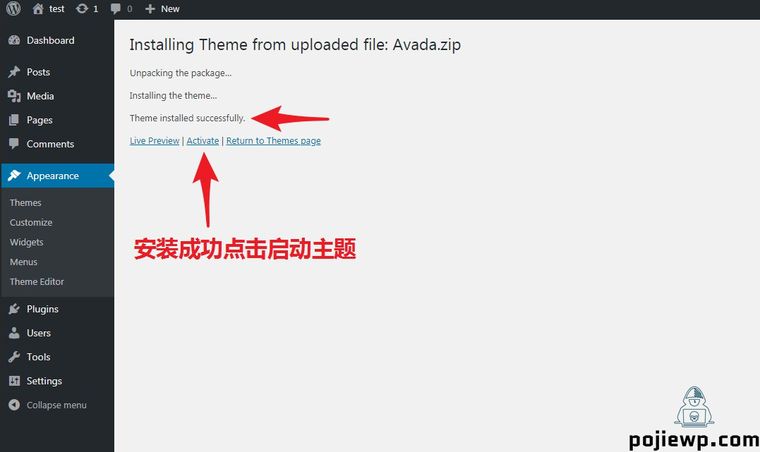 test 1 0 New
Dashboard
Posts
Media
Pages
Comments
Appearance
Themes
Customize
Widgets
Menus
Theme Editor
Plugins
Users
Tools
Settings
Collapse menu
Installing Theme from uploaded file: Avada.zip
Unpacking the package...
Installing the theme...
Theme installed successfully.
Live Preview | Activate | Return to Themes page
安装成功点击启动主题
pojiewp.com